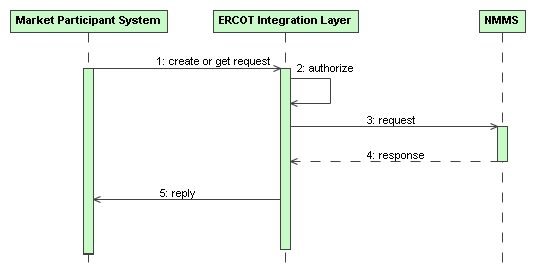 Market Participant System
ERCOT Integration Layer
NMMS
1: create or get request
2: authorize
3: request
4: response
5: reply